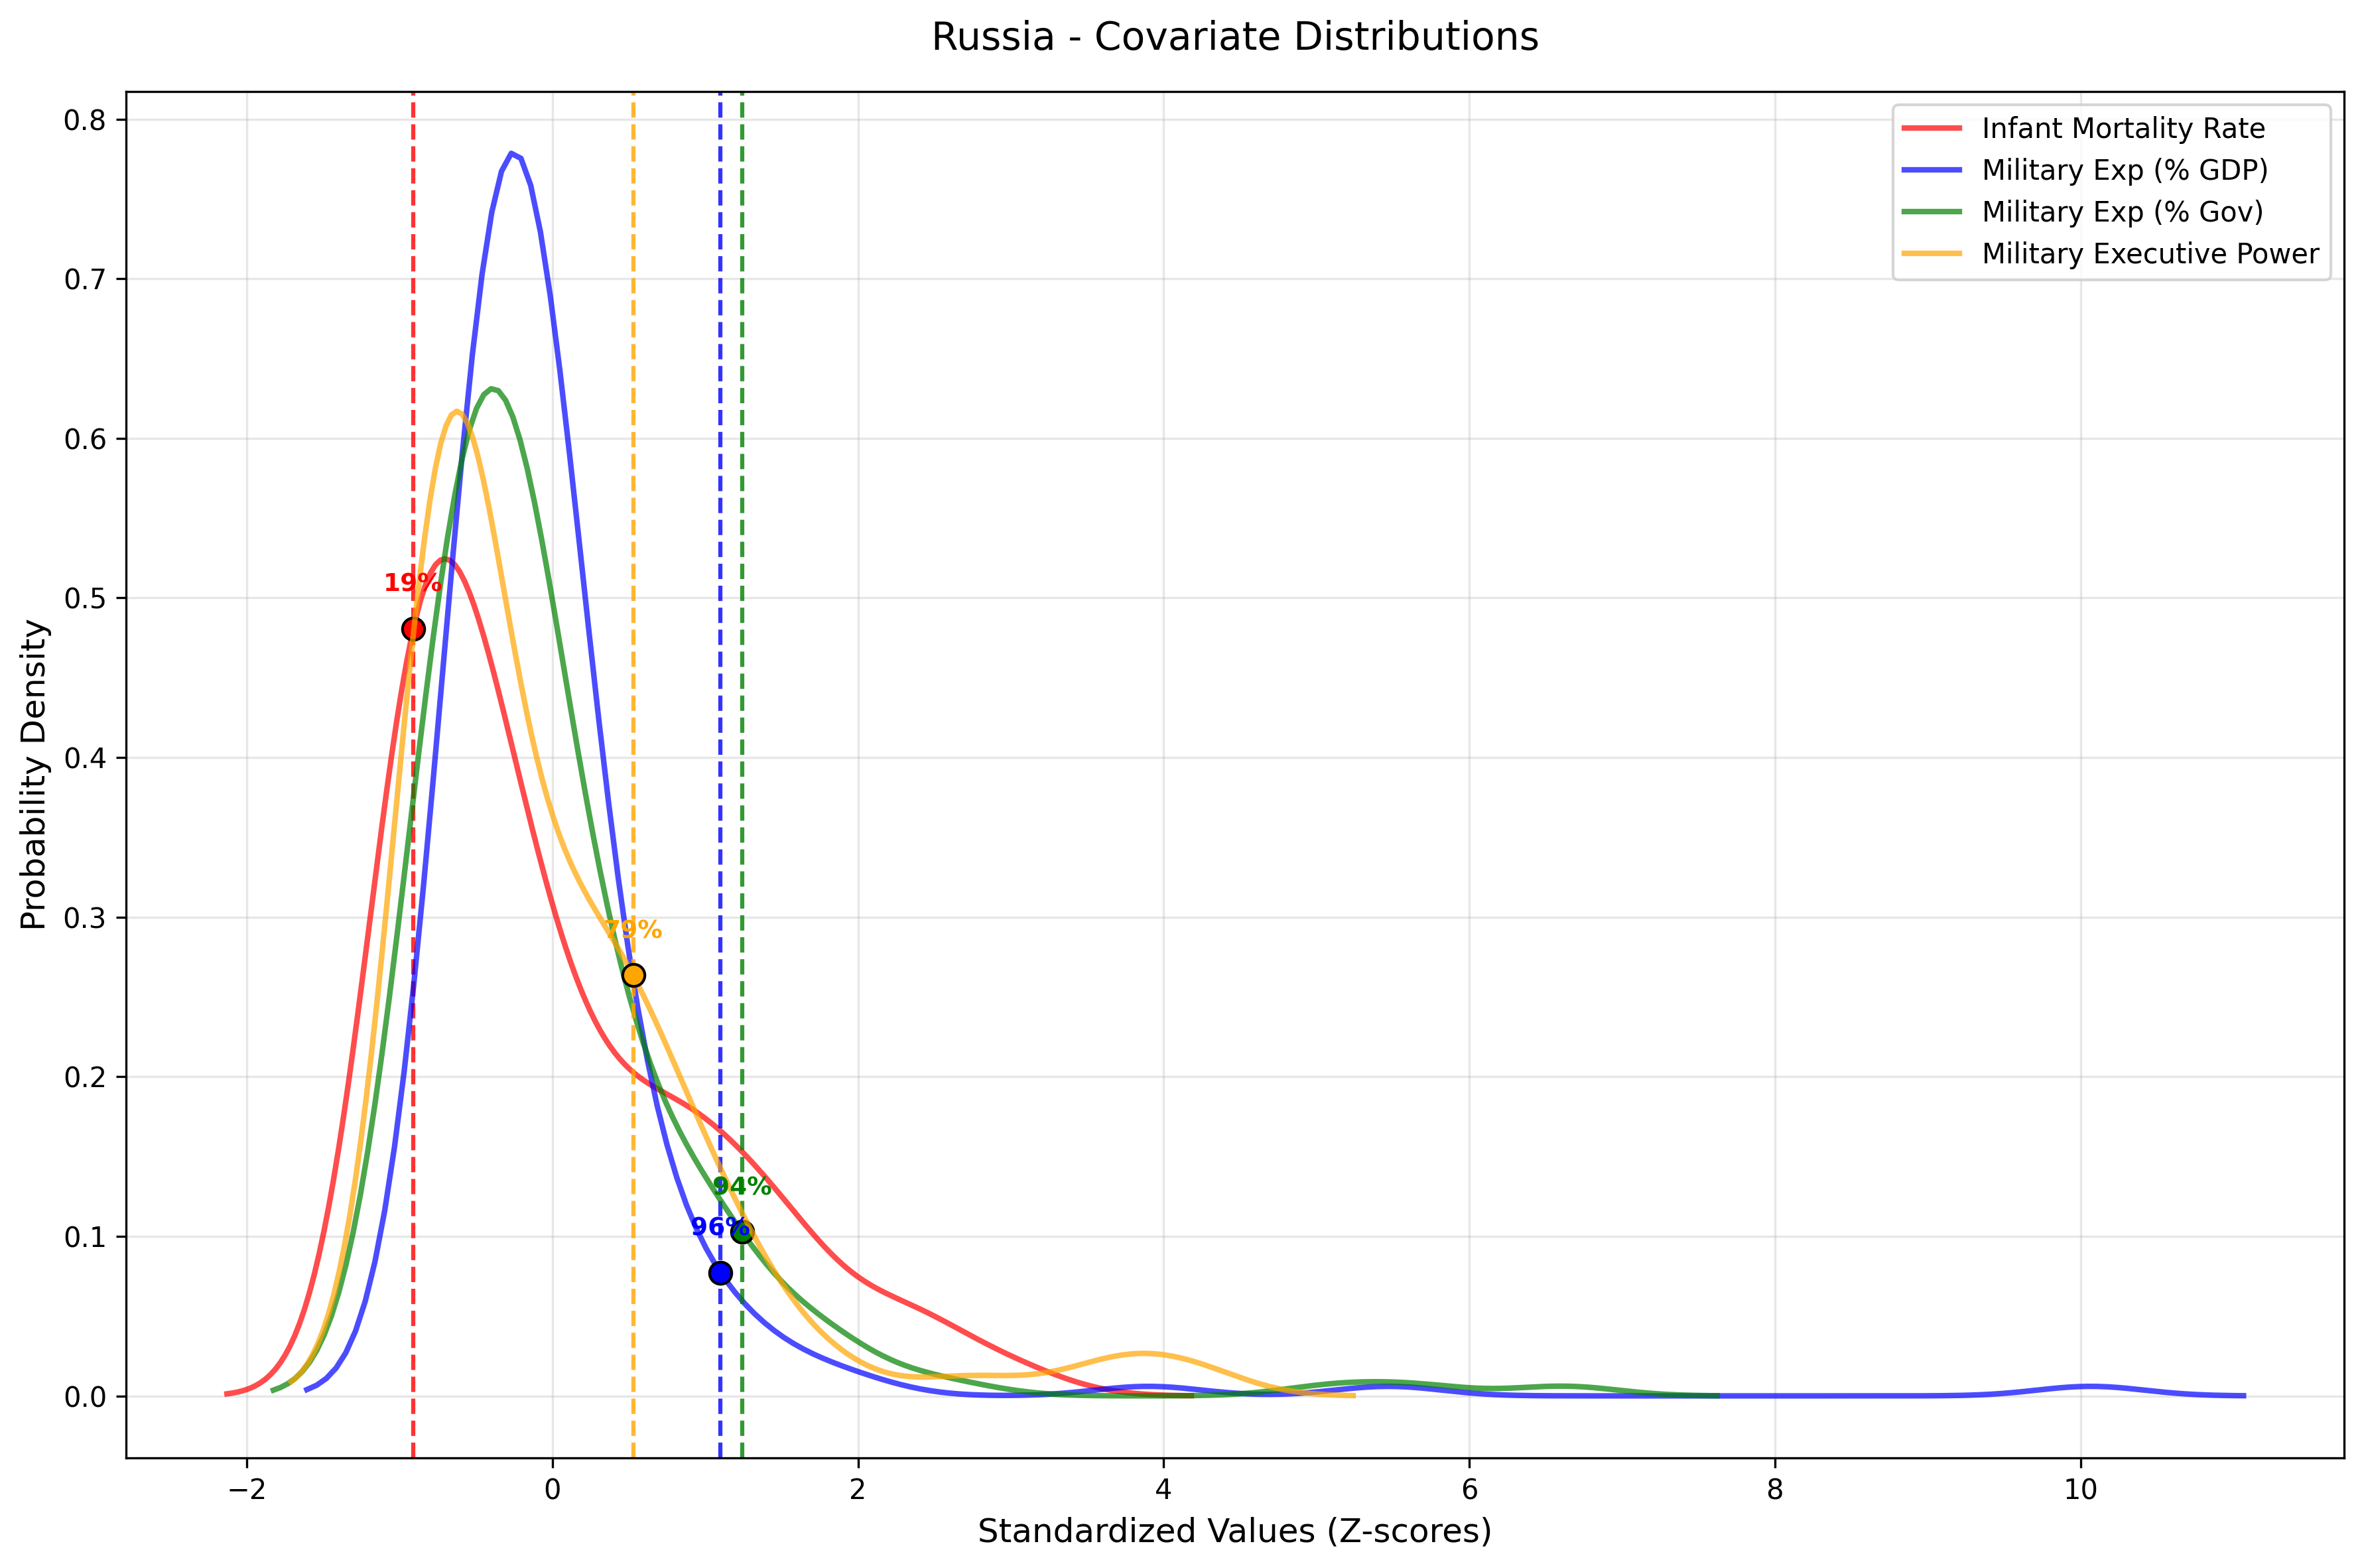 Russia - Covariate Distributions
Infant Mortality Rate
Military Exp (% GDP)
Military Exp (% Gov)
Military Executive Power
Probability Density
0.8
0.7
0.6
0.5
0.4
0.3
0.2
0.1
0.0
19%
79%
94%
96%
−2
0
2
4
6
8
10
Standardized Values (Z-scores)